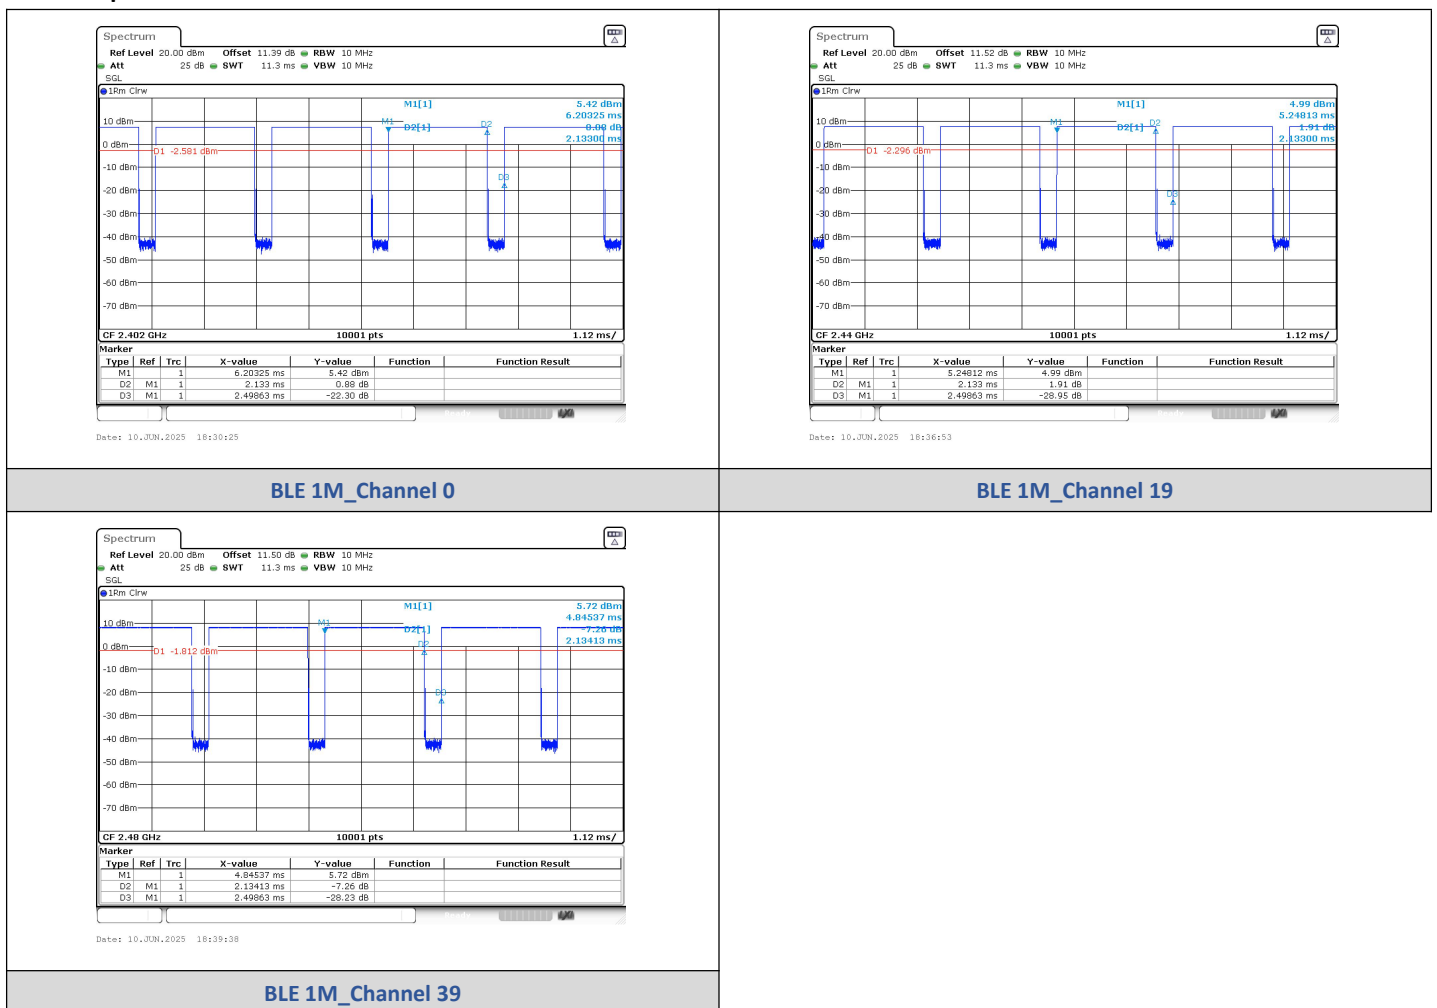 Spectrum
Ref Level 20.00 dBm Offset 11.39 dB RBW 10 MHz
Att 25 dB SWT 11.3 ms VBW 10 MHz
SGL
1Rm Clrw
M1[1] 5.42 dBm
6.20325 ms
D2[1] 0.88 dB
2.13300 ms
M1
D2
D3
10 dBm
0 dBm
D1 -2.581 dBm
-10 dBm
-20 dBm
-30 dBm
-40 dBm
-50 dBm
-60 dBm
-70 dBm
CF 2.402 GHz 10001 pts 1.12 ms/
Marker
Type Ref Trc X-value Y-value Function Function Result
M1 1 6.20325 ms 5.42 dBm
D2 M1 1 2.133 ms 0.88 dB
D3 M1 1 2.49863 ms -22.30 dB
Date: 10.JUN.2025 18:30:25
BLE 1M_Channel 0
Spectrum
Ref Level 20.00 dBm Offset 11.52 dB RBW 10 MHz
Att 25 dB SWT 11.3 ms VBW 10 MHz
SGL
1Rm Clrw
M1[1] 4.99 dBm
5.24813 ms
D2[1] 1.91 dB
2.13300 ms
M1
D2
D3
10 dBm
0 dBm
D1 -2.296 dBm
-10 dBm
-20 dBm
-30 dBm
-40 dBm
-50 dBm
-60 dBm
-70 dBm
CF 2.44 GHz 10001 pts 1.12 ms/
Marker
Type Ref Trc X-value Y-value Function Function Result
M1 1 5.24812 ms 4.99 dBm
D2 M1 1 2.133 ms 1.91 dB
D3 M1 1 2.49863 ms -28.95 dB
Date: 10.JUN.2025 18:36:53
BLE 1M_Channel 19
Spectrum
Ref Level 20.00 dBm Offset 11.50 dB RBW 10 MHz
Att 25 dB SWT 11.3 ms VBW 10 MHz
SGL
1Rm Clrw
M1[1] 5.72 dBm
4.84537 ms
D2[1] -7.26 dB
2.13413 ms
M1
D2
D3
10 dBm
0 dBm
D1 -1.812 dBm
-10 dBm
-20 dBm
-30 dBm
-40 dBm
-50 dBm
-60 dBm
-70 dBm
CF 2.48 GHz 10001 pts 1.12 ms/
Marker
Type Ref Trc X-value Y-value Function Function Result
M1 1 4.84537 ms 5.72 dBm
D2 M1 1 2.13413 ms -7.26 dB
D3 M1 1 2.49863 ms -28.23 dB
Date: 10.JUN.2025 18:39:38
BLE 1M_Channel 39